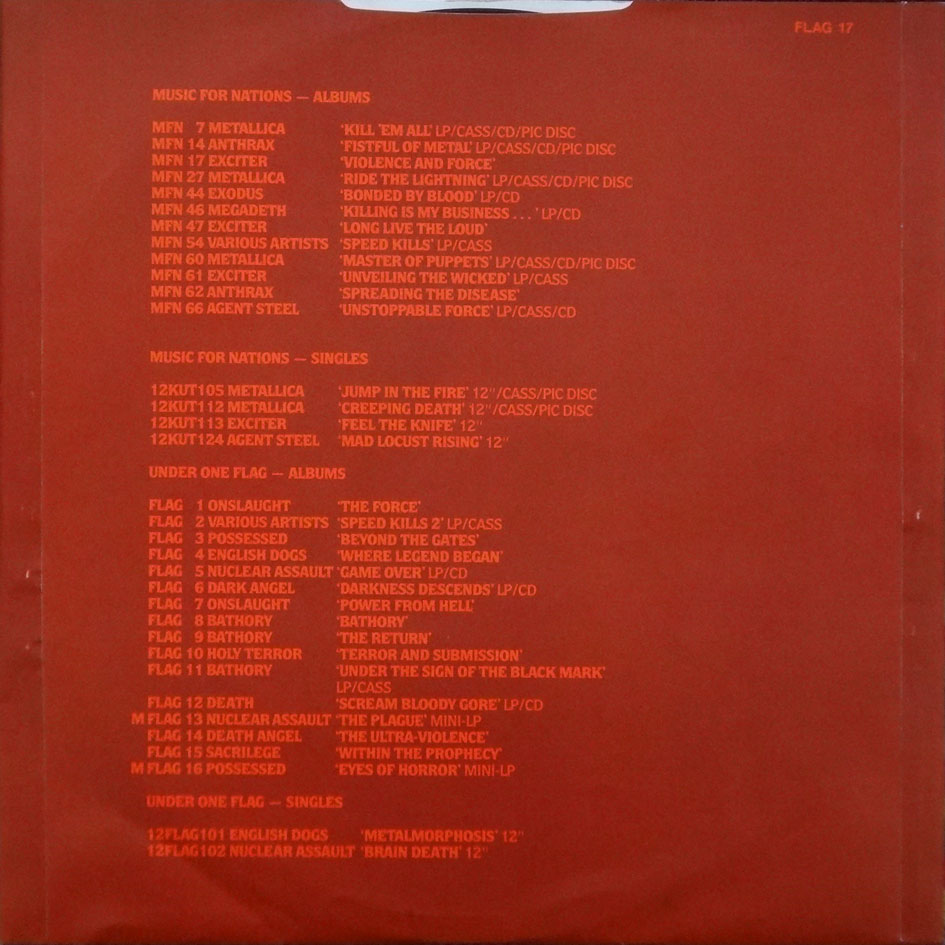 FLAG 17
MUSIC FOR NATIONS — ALBUMS
MFN 7 METALLICA 'KILL 'EM ALL' LP/CASS/CD/PIC DISC
MFN 14 ANTHRAX 'FISTFUL OF METAL' LP/CASS/CD/PIC DISC
MFN 17 EXCITER 'VIOLENCE AND FORCE'
MFN 27 METALLICA 'RIDE THE LIGHTNING' LP/CASS/CD/PIC DISC
MFN 44 EXODUS 'BONDED BY BLOOD' LP/CD
MFN 46 MEGADETH 'KILLING IS MY BUSINESS . . . ' LP/CD
MFN 47 EXCITER 'LONG LIVE THE LOUD'
MFN 54 VARIOUS ARTISTS 'SPEED KILLS' LP/CASS
MFN 60 METALLICA 'MASTER OF PUPPETS' LP/CASS/CD/PIC DISC
MFN 61 EXCITER 'UNVEILING THE WICKED' LP/CASS
MFN 62 ANTHRAX 'SPREADING THE DISEASE'
MFN 66 AGENT STEEL 'UNSTOPPABLE FORCE' LP/CASS/CD
MUSIC FOR NATIONS — SINGLES
12KUT105 METALLICA 'JUMP IN THE FIRE' 12"/CASS/PIC DISC
12KUT112 METALLICA 'CREEPING DEATH' 12"/CASS/PIC DISC
12KUT113 EXCITER 'FEEL THE KNIFE' 12"
12KUT124 AGENT STEEL 'MAD LOCUST RISING' 12"
UNDER ONE FLAG — ALBUMS
FLAG 1 ONSLAUGHT 'THE FORCE'
FLAG 2 VARIOUS ARTISTS 'SPEED KILLS 2' LP/CASS
FLAG 3 POSSESSED 'BEYOND THE GATES'
FLAG 4 ENGLISH DOGS 'WHERE LEGEND BEGAN'
FLAG 5 NUCLEAR ASSAULT 'GAME OVER' LP/CD
FLAG 6 DARK ANGEL 'DARKNESS DESCENDS' LP/CD
FLAG 7 ONSLAUGHT 'POWER FROM HELL'
FLAG 8 BATHORY 'BATHORY'
FLAG 9 BATHORY 'THE RETURN'
FLAG 10 HOLY TERROR 'TERROR AND SUBMISSION'
FLAG 11 BATHORY 'UNDER THE SIGN OF THE BLACK MARK'
LP/CASS
FLAG 12 DEATH 'SCREAM BLOODY GORE' LP/CD
M FLAG 13 NUCLEAR ASSAULT 'THE PLAGUE' MINI-LP
FLAG 14 DEATH ANGEL 'THE ULTRA-VIOLENCE'
FLAG 15 SACRILEGE 'WITHIN THE PROPHECY'
M FLAG 16 POSSESSED 'EYES OF HORROR' MINI-LP
UNDER ONE FLAG — SINGLES
12FLAG101 ENGLISH DOGS 'METALMORPHOSIS' 12"
12FLAG102 NUCLEAR ASSAULT 'BRAIN DEATH' 12"